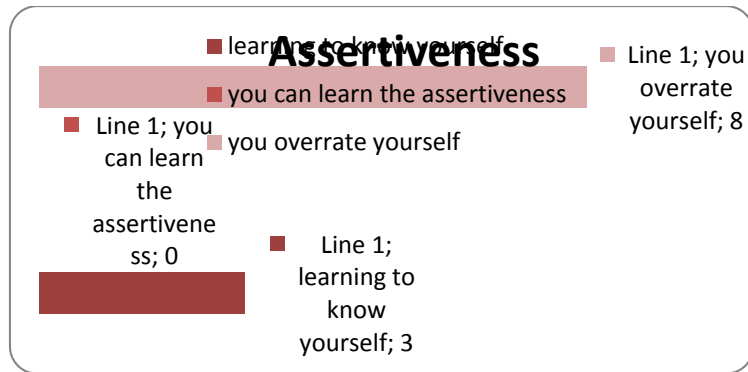 Assertiveness
learning to know yourself
you can learn the assertiveness
you overrate yourself
Line 1; you
overrate
yourself; 8
Line 1; you
can learn
the
assertivene
ss; 0
Line 1;
learning to
know
yourself; 3